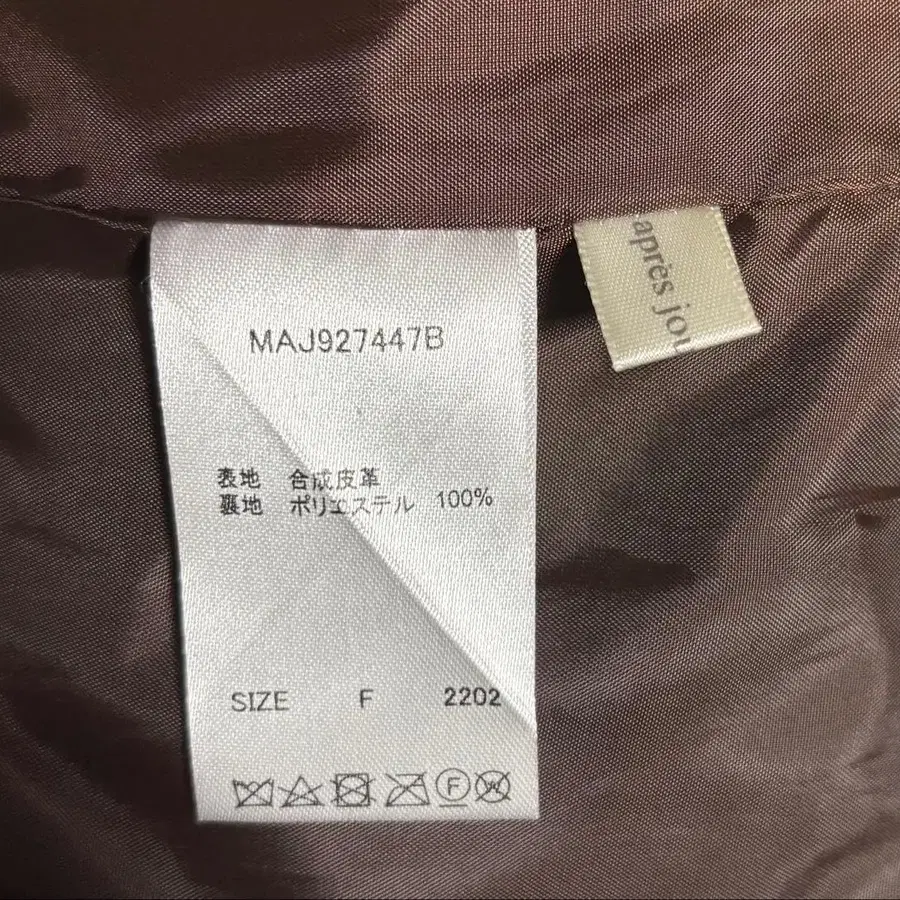 MAJ927447B
après jou
表地 合成皮革
裏地 ポリエステル 100%
SIZE F 2202
F W